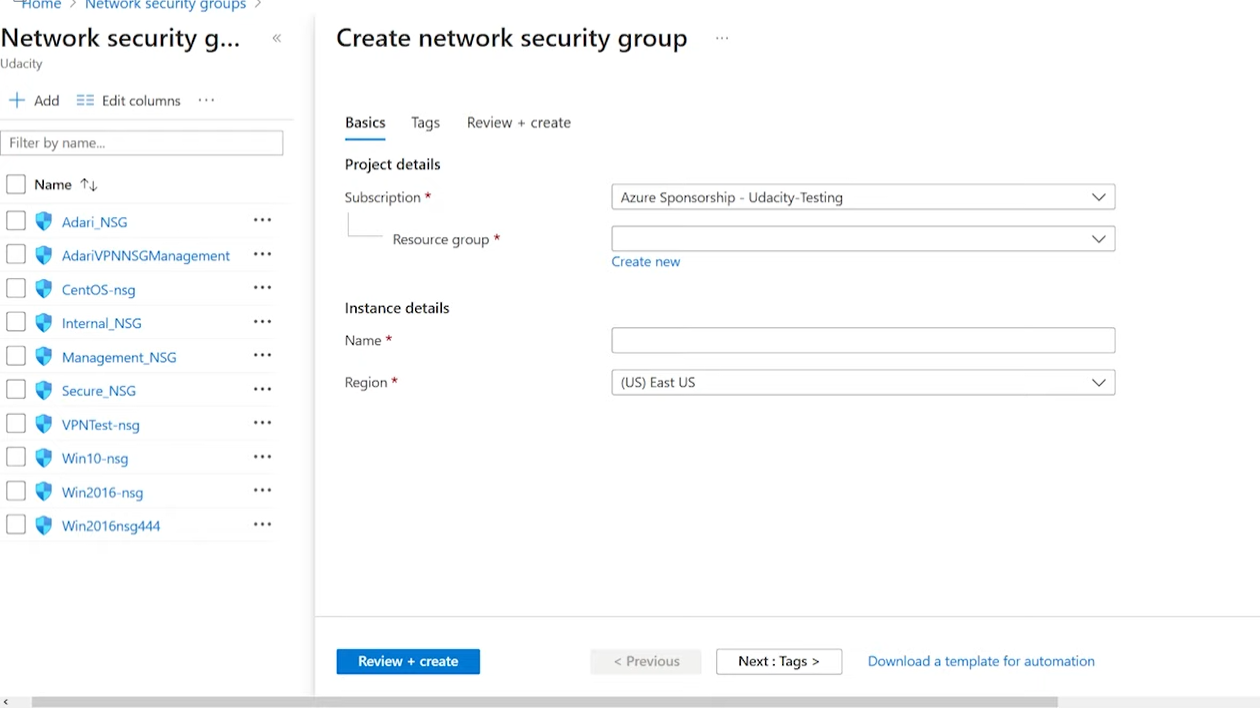 Home > Network security groups >
Network security g... «
Udacity
+ Add Edit columns ...
Filter by name...
Name ↑↓
Adari_NSG ...
AdariVPNNSGManagement ...
CentOS-nsg ...
Internal_NSG ...
Management_NSG ...
Secure_NSG ...
VPNTest-nsg ...
Win10-nsg ...
Win2016-nsg ...
Win2016nsg444 ...
Create network security group ...
Basics Tags Review + create
Project details
Subscription * Azure Sponsorship - Udacity-Testing
Resource group *
Create new
Instance details
Name *
Region * (US) East US
Review + create < Previous Next : Tags > Download a template for automation